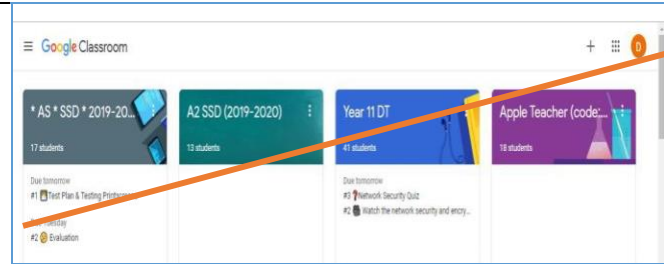 Google Classroom
D
* AS * SSD * 2019-20...
17 students
Due tomorrow
#1 Test Plan & Testing
Tuesday
#2 Evaluation
A2 SSD (2019-2020)
13 students
Year 11 DT
41 students
Due tomorrow
#3 Network Security Quiz
#2 Watch the network security and encry...
Apple Teacher (code:...
18 students